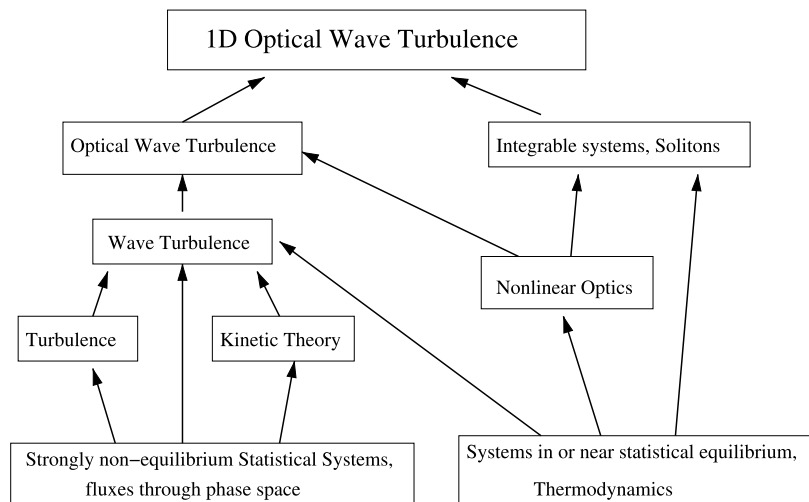 1D Optical Wave Turbulence
Optical Wave Turbulence
Integrable systems, Solitons
Wave Turbulence
Nonlinear Optics
Turbulence
Kinetic Theory
Strongly non−equilibrium Statistical Systems,
fluxes through phase space
Systems in or near statistical equilibrium,
Thermodynamics